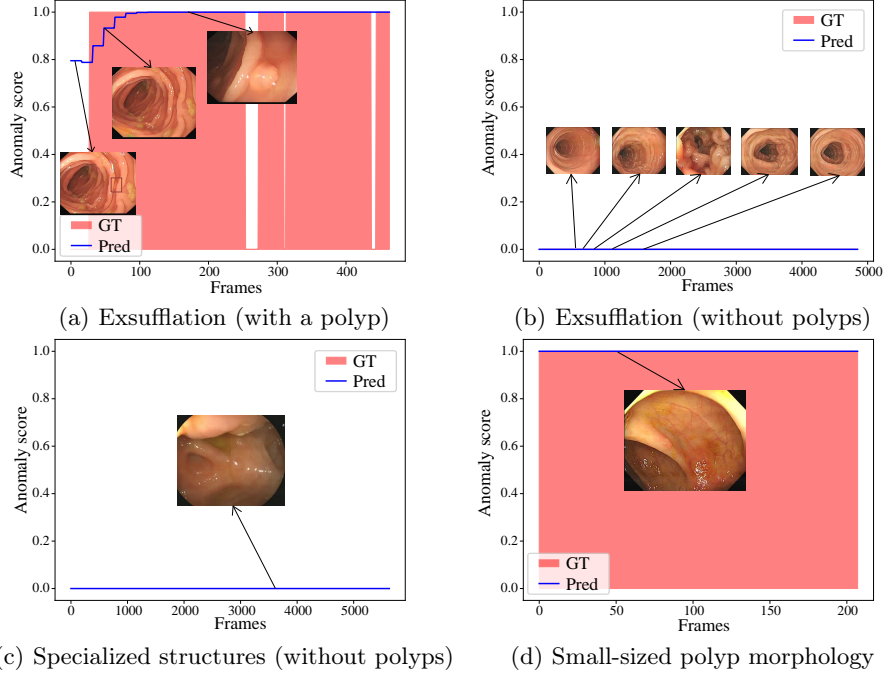 1.0
0.8
0.6
0.4
0.2
0.0
Anomaly score
GT
Pred
0 100 200 300 400
Frames
(a) Exsufflation (with a polyp)
1.0
0.8
0.6
0.4
0.2
0.0
Anomaly score
GT
Pred
0 1000 2000 3000 4000 5000
Frames
(b) Exsufflation (without polyps)
1.0
0.8
0.6
0.4
0.2
0.0
Anomaly score
GT
Pred
0 1000 2000 3000 4000 5000
Frames
(c) Specialized structures (without polyps)
1.0
0.8
0.6
0.4
0.2
0.0
Anomaly score
GT
Pred
0 50 100 150 200
Frames
(d) Small-sized polyp morphology